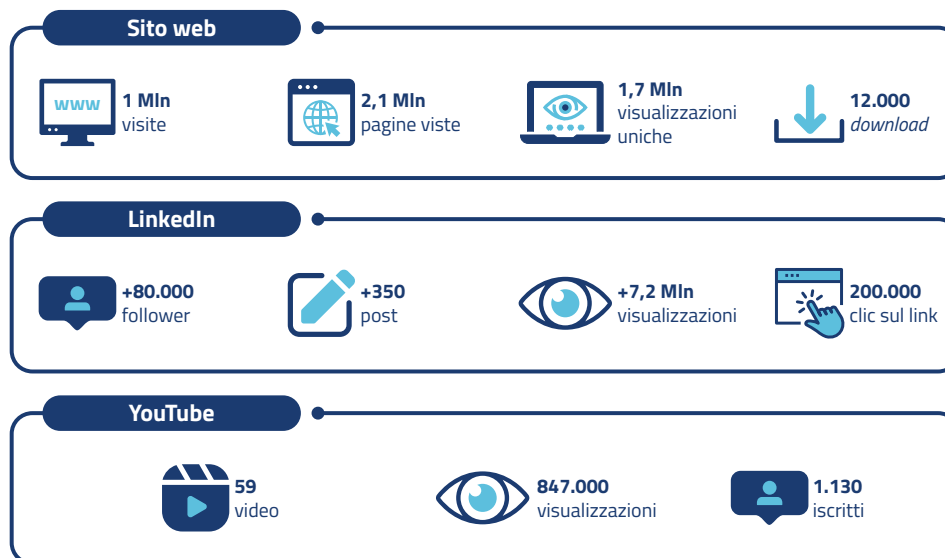 Sito web
www
1 Mln
visite
2,1 Mln
pagine viste
1,7 Mln
visualizzazioni
uniche
12.000
download
LinkedIn
+80.000
follower
+350
post
+7,2 Mln
visualizzazioni
200.000
clic sul link
YouTube
59
video
847.000
visualizzazioni
1.130
iscritti